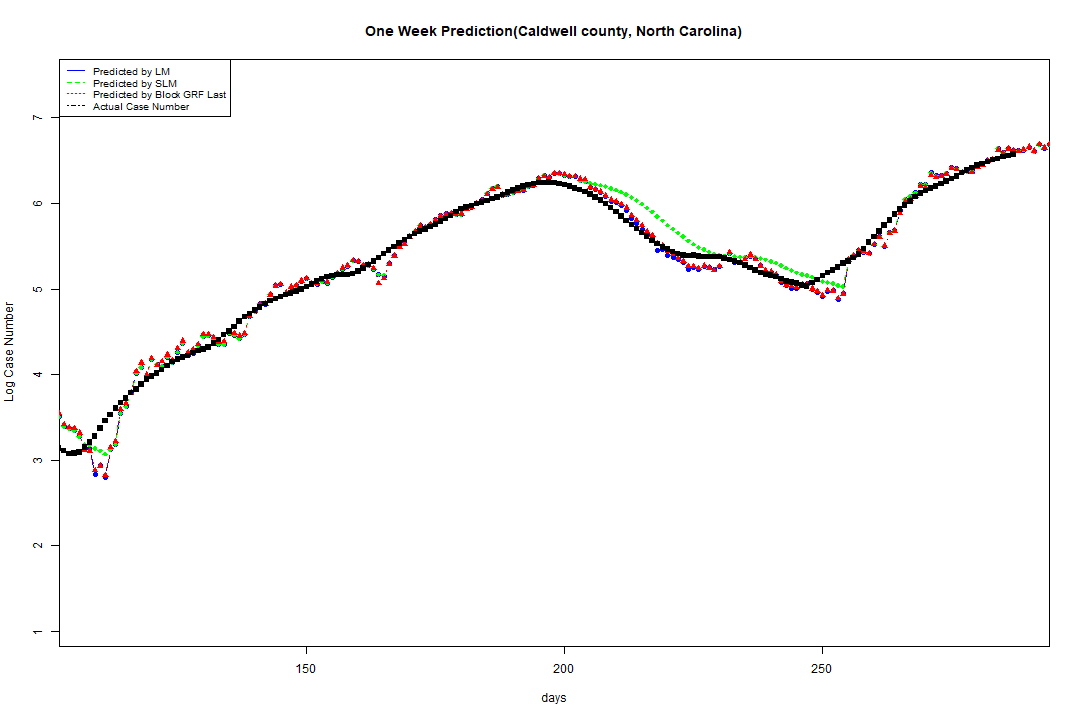 One Week Prediction(Caldwell county, North Carolina)
Predicted by LM
Predicted by SLM
Predicted by Block GRF Last
Actual Case Number
7
6
5
4
3
2
1
Log Case Number
150
200
250
days